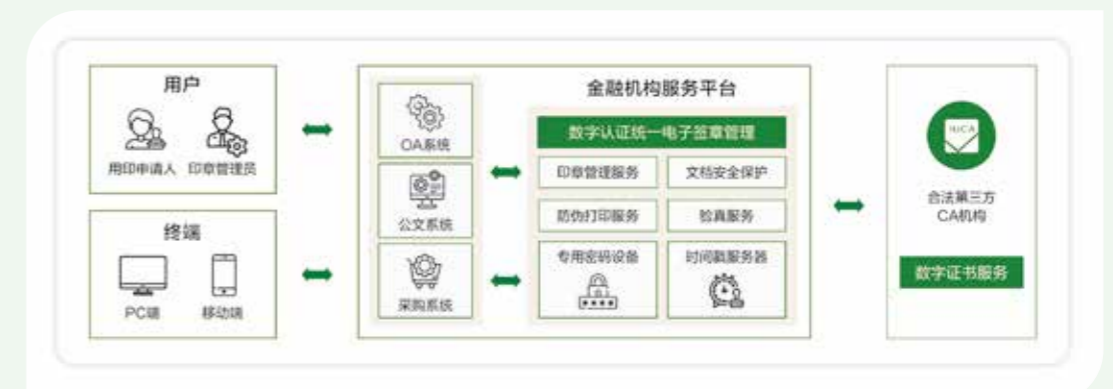 用户
用印申请人 印章管理员
终端
PC端 移动端
金融机构服务平台
OA系统
公文系统
采购系统
数字认证统一电子签章管理
印章管理服务 文档安全保护
防伪打印服务 验真服务
专用密码设备 时间戳服务器
合法第三方
CA机构
数字证书服务